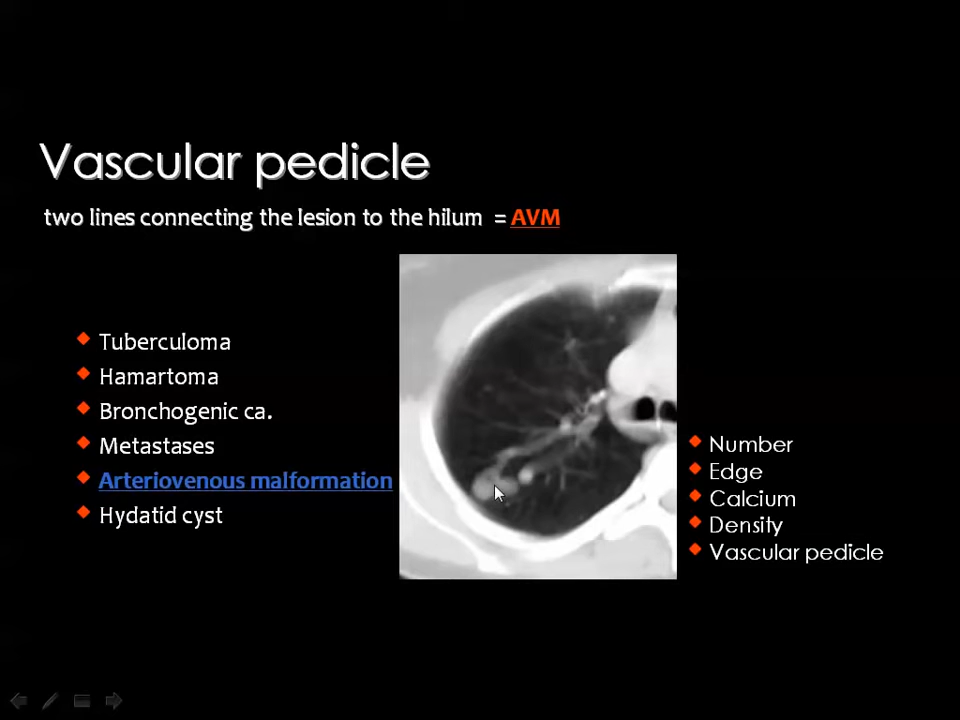 Vascular pedicle
two lines connecting the lesion to the hilum = AVM
Tuberculoma
Hamartoma
Bronchogenic ca.
Metastases
Arteriovenous malformation
Hydatid cyst
Number
Edge
Calcium
Density
Vascular pedicle